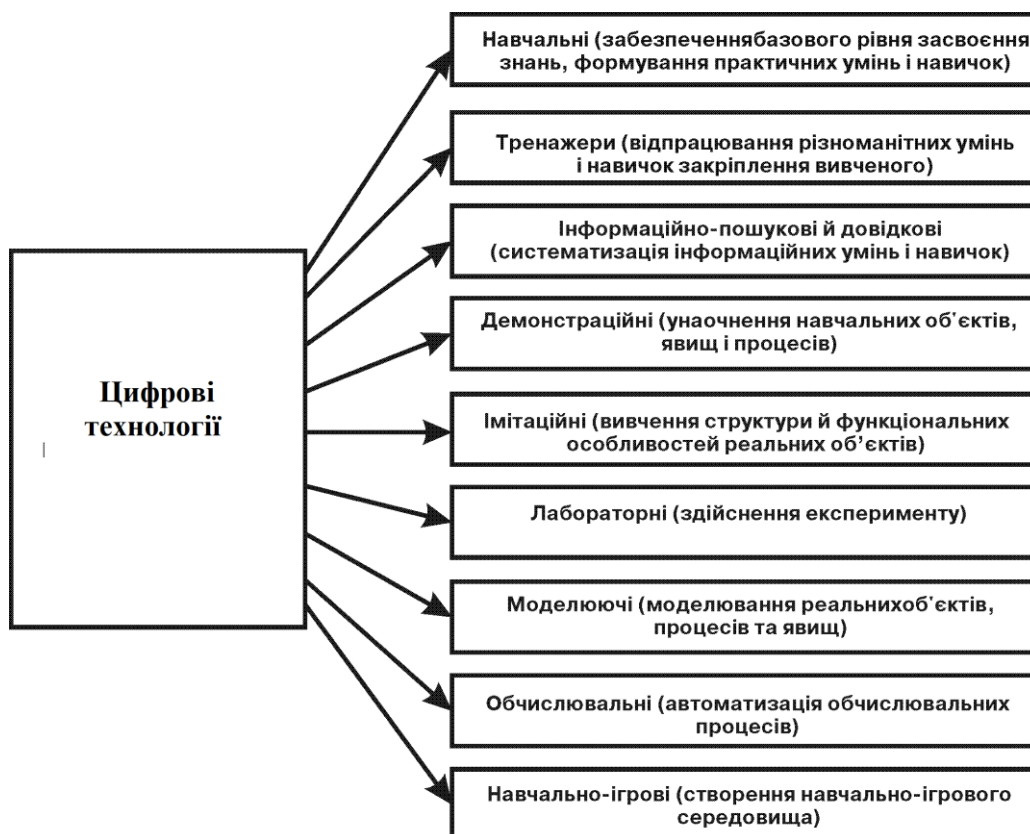 Навчальні (забезпеченнябазового рівня засвоєння
знань, формування практичних умінь і навичок)
Тренажери (відпрацювання різноманітних умінь
і навичок закріплення вивченого)
Інформаційно-пошукові й довідкові
(систематизація інформаційних умінь і навичок)
Демонстраційні (унаочнення навчальних об'єктів,
явищ і процесів)
Цифрові
технології
Імітаційні (вивчення структури й функціональних
особливостей реальних об’єктів)
Лабораторні (здійснення експерименту)
Моделюючі (моделювання реальнихоб'єктів,
процесів та явищ)
Обчислювальні (автоматизація обчислювальних
процесів)
Навчально-ігрові (створення навчально-ігрового
середовища)